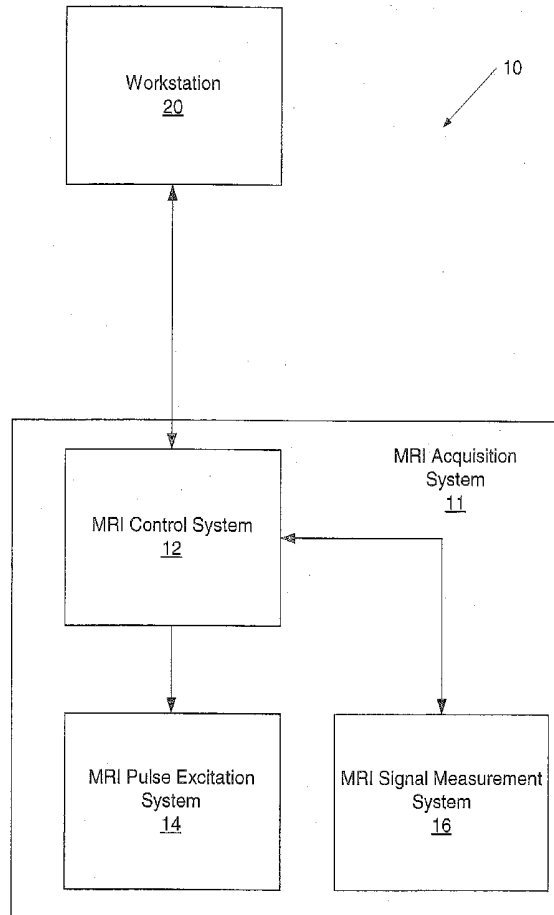 Workstation
20
10
MRI Acquisition
System
11
MRI Control System
12
MRI Pulse Excitation
System
14
MRI Signal Measurement
System
16